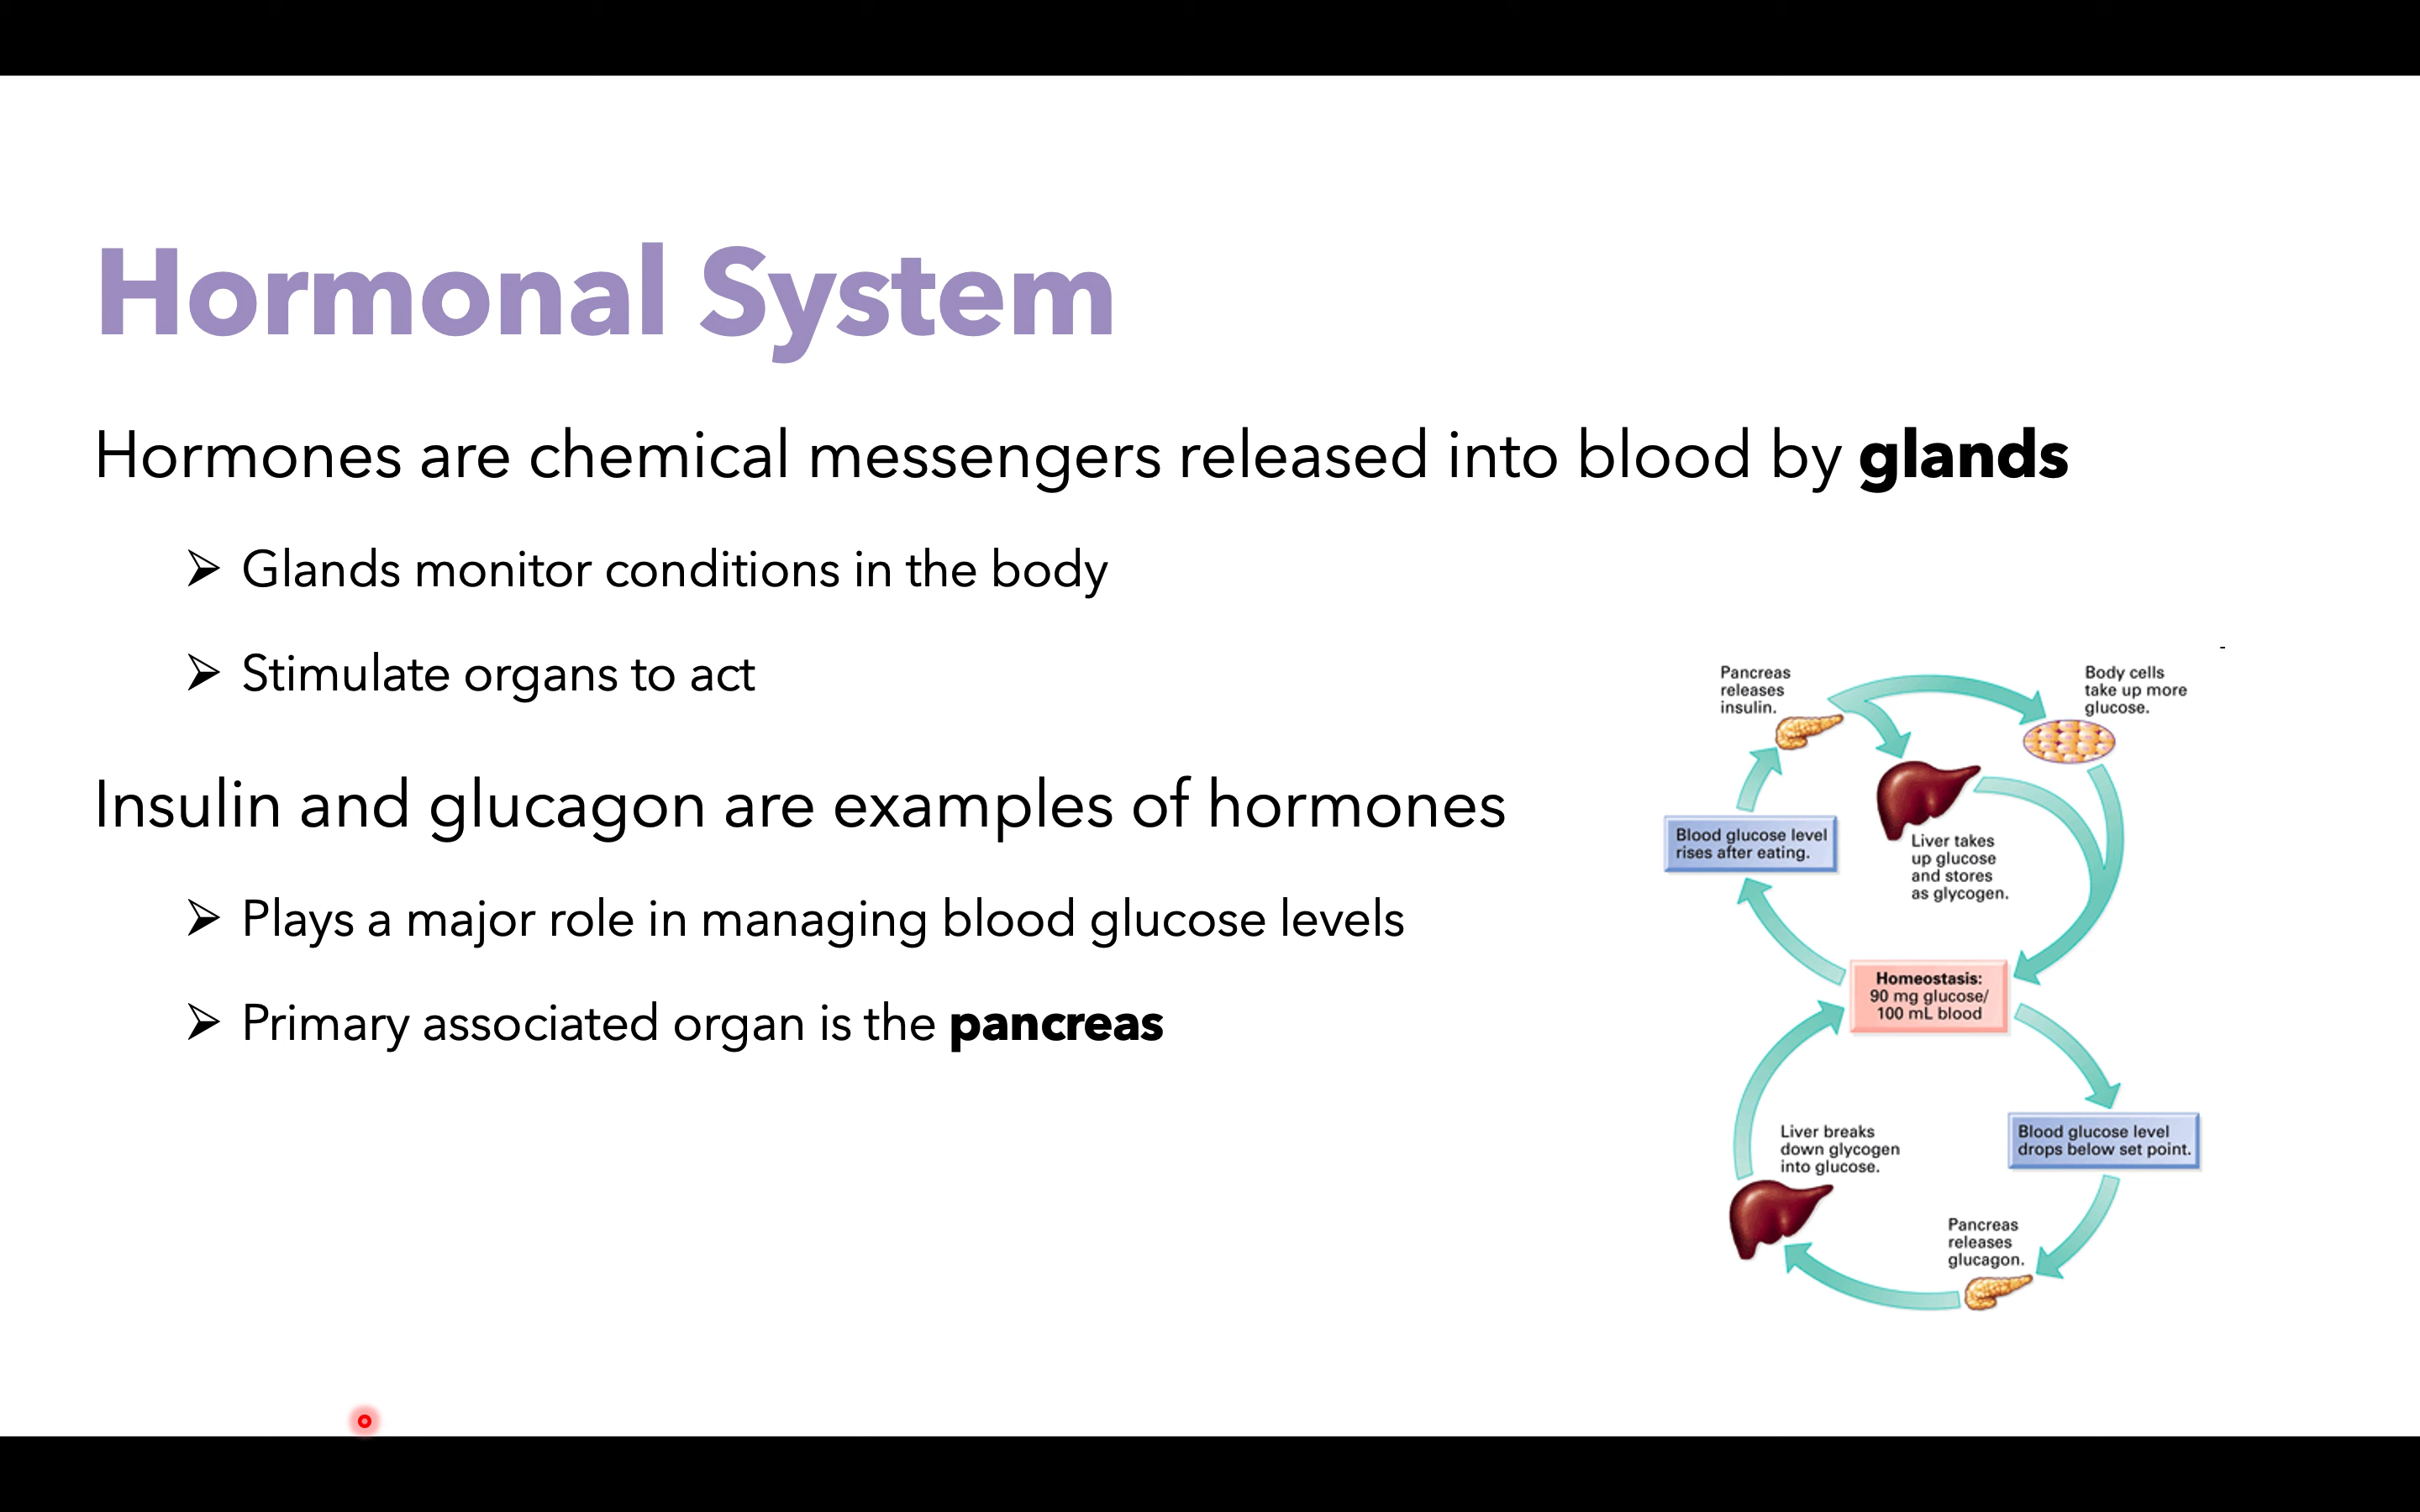 Hormonal System
Hormones are chemical messengers released into blood by glands
Glands monitor conditions in the body
Stimulate organs to act
Insulin and glucagon are examples of hormones
Plays a major role in managing blood glucose levels
Primary associated organ is the pancreas
Pancreas
releases
insulin.
Body cells
take up more
glucose.
Blood glucose level
rises after eating.
Liver takes
up glucose
and stores
as glycogen.
Homeostasis:
90 mg glucose/
100 mL blood
Blood glucose level
drops below set point.
Liver breaks
down glycogen
into glucose.
Pancreas
releases
glucagon.